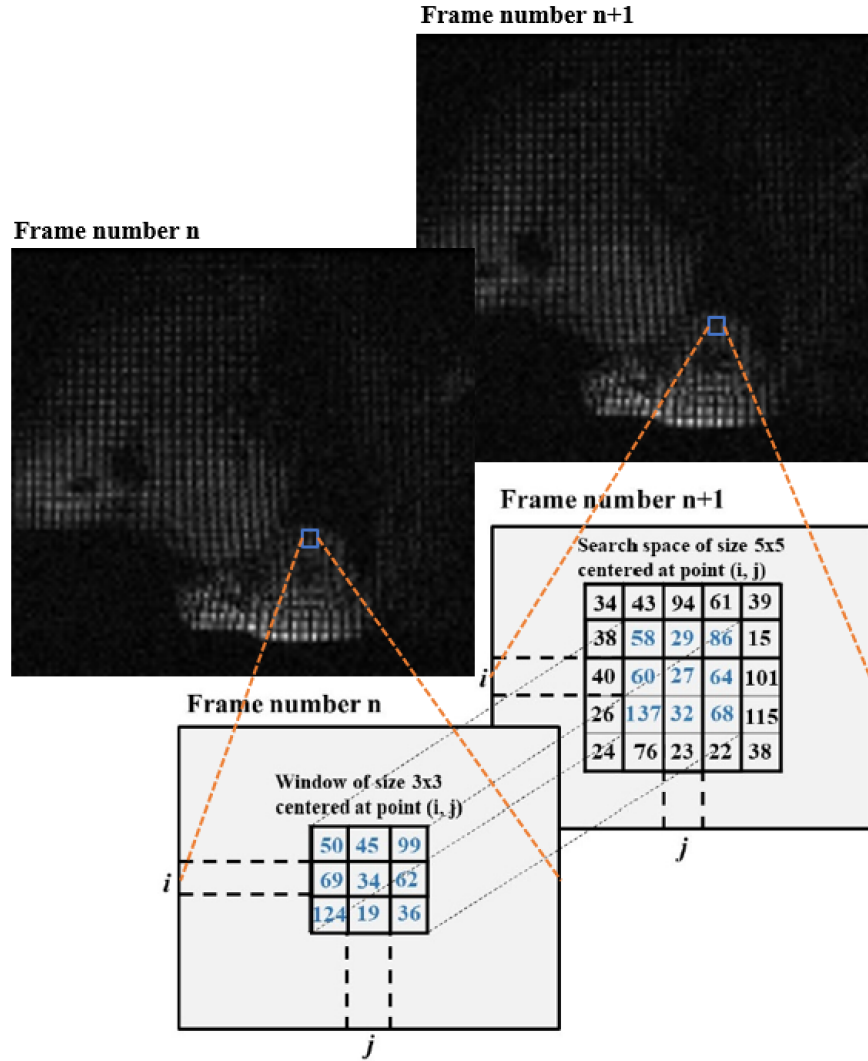 Frame number n+1
Frame number n
Frame number n+1
Search space of size 5x5
centered at point (i, j)
34 43 94 61 39
38 58 29 86 15
i 40 60 27 64 101
26 137 32 68 115
24 76 23 22 38
j
Frame number n
Window of size 3x3
centered at point (i, j)
50 45 99
i 69 34 62
124 19 36
j